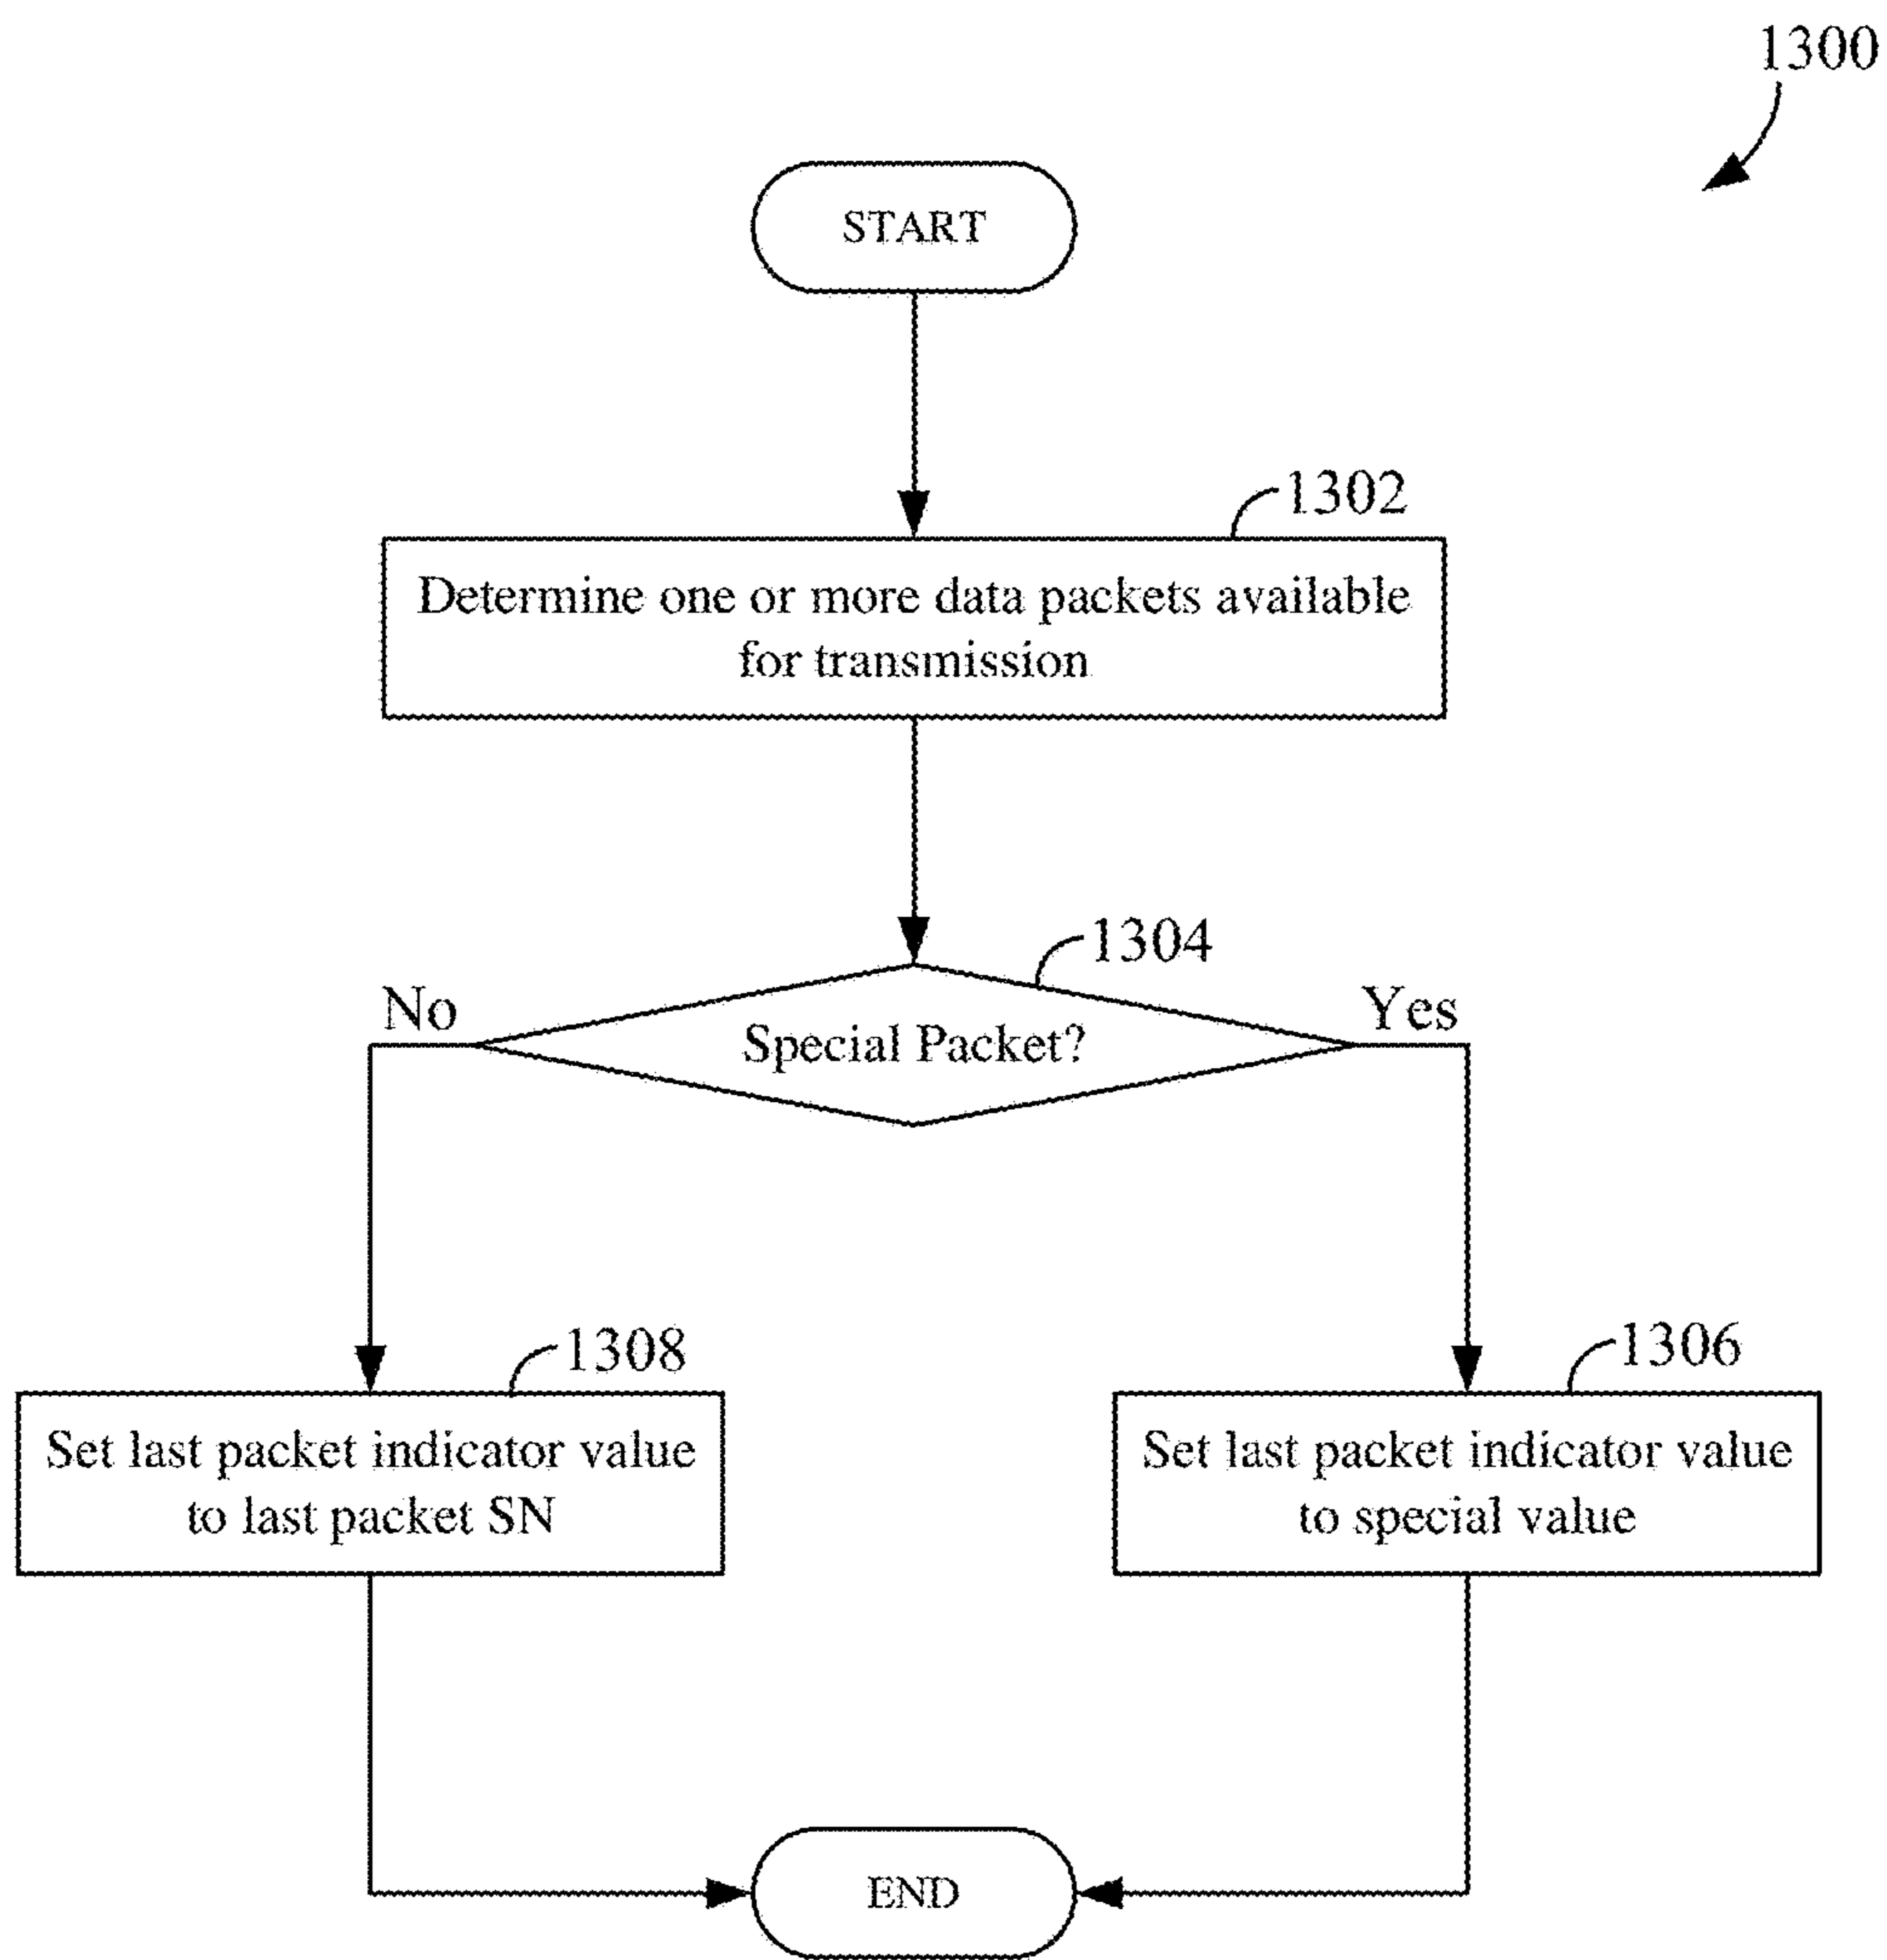 1300
START
1302
Determine one or more data packets available
for transmission
1304
No
Yes
Special Packet?
1308
1306
Set last packet indicator value
to last packet SN
Set last packet indicator value
to special value
END